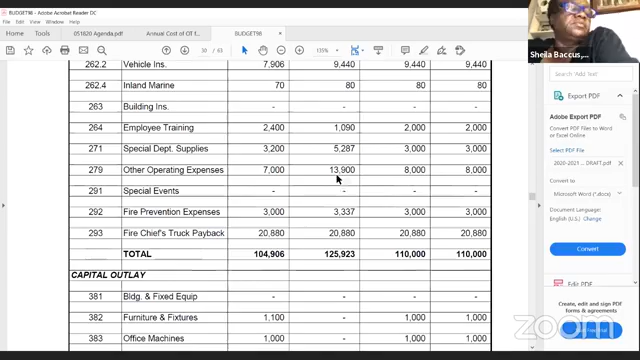 BUDGET98 - Adobe Acrobat Reader DC
File Edit View Window Help
Home Tools 051820 Agenda.pdf Annual Cost of OT f... BUDGET98 ×
30 / 63 135%
262.2 Vehicle Ins. 7,906 9,440 9,440 9,440
262.4 Inland Marine 70 80 80 80
263 Building Ins. - - - -
264 Employee Training 2,400 1,090 2,000 2,000
271 Special Dept. Supplies 3,200 5,287 3,000 3,000
279 Other Operating Expenses 7,000 13,900 8,000 8,000
291 Special Events - - - -
292 Fire Prevention Expenses 3,000 3,337 3,000 3,000
293 Fire Chief's Truck Payback 20,880 20,880 20,880 20,880
TOTAL 104,906 125,923 110,000 110,000
CAPITAL OUTLAY
381 Bldg. & Fixed Equip - - - -
382 Furniture & Fixtures 1,100 - 1,000 1,000
383 Office Machines 1,000 - 1,000 1,000
Sheila Baccus,...
Export PDF
Adobe Export PDF
Convert PDF Files to Word
or Excel Online
Select PDF File
2020-2021 ... DRAFT.pdf ×
Convert to
Microsoft Word (*.docx)
Document Language:
English (U.S.) Change
Convert
Edit PDF
Create, edit and sign PDF
forms & agreements
zoom